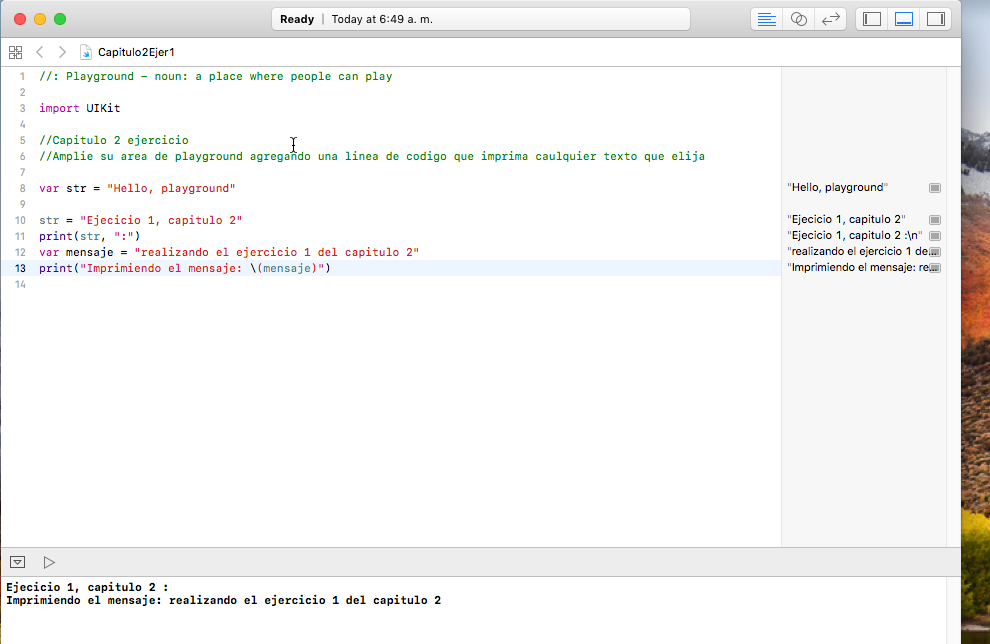 Ready | Today at 6:49 a. m.
Capitulo2Ejer1
1 //: Playground - noun: a place where people can play
2
3 import UIKit
4
5 //Capitulo 2 ejercicio
6 //Amplie su area de playground agregando una linea de codigo que imprima caulquier texto que elija
7
8 var str = "Hello, playground" "Hello, playground"
9
10 str = "Ejecicio 1, capitulo 2" "Ejecicio 1, capitulo 2"
11 print(str, ":") "Ejecicio 1, capitulo 2 :\n"
12 var mensaje = "realizando el ejercicio 1 del capitulo 2" "realizando el ejercicio 1 de...
13 print("Imprimiendo el mensaje: \(mensaje)") "Imprimiendo el mensaje: re...
14
Ejecicio 1, capitulo 2 :
Imprimiendo el mensaje: realizando el ejercicio 1 del capitulo 2